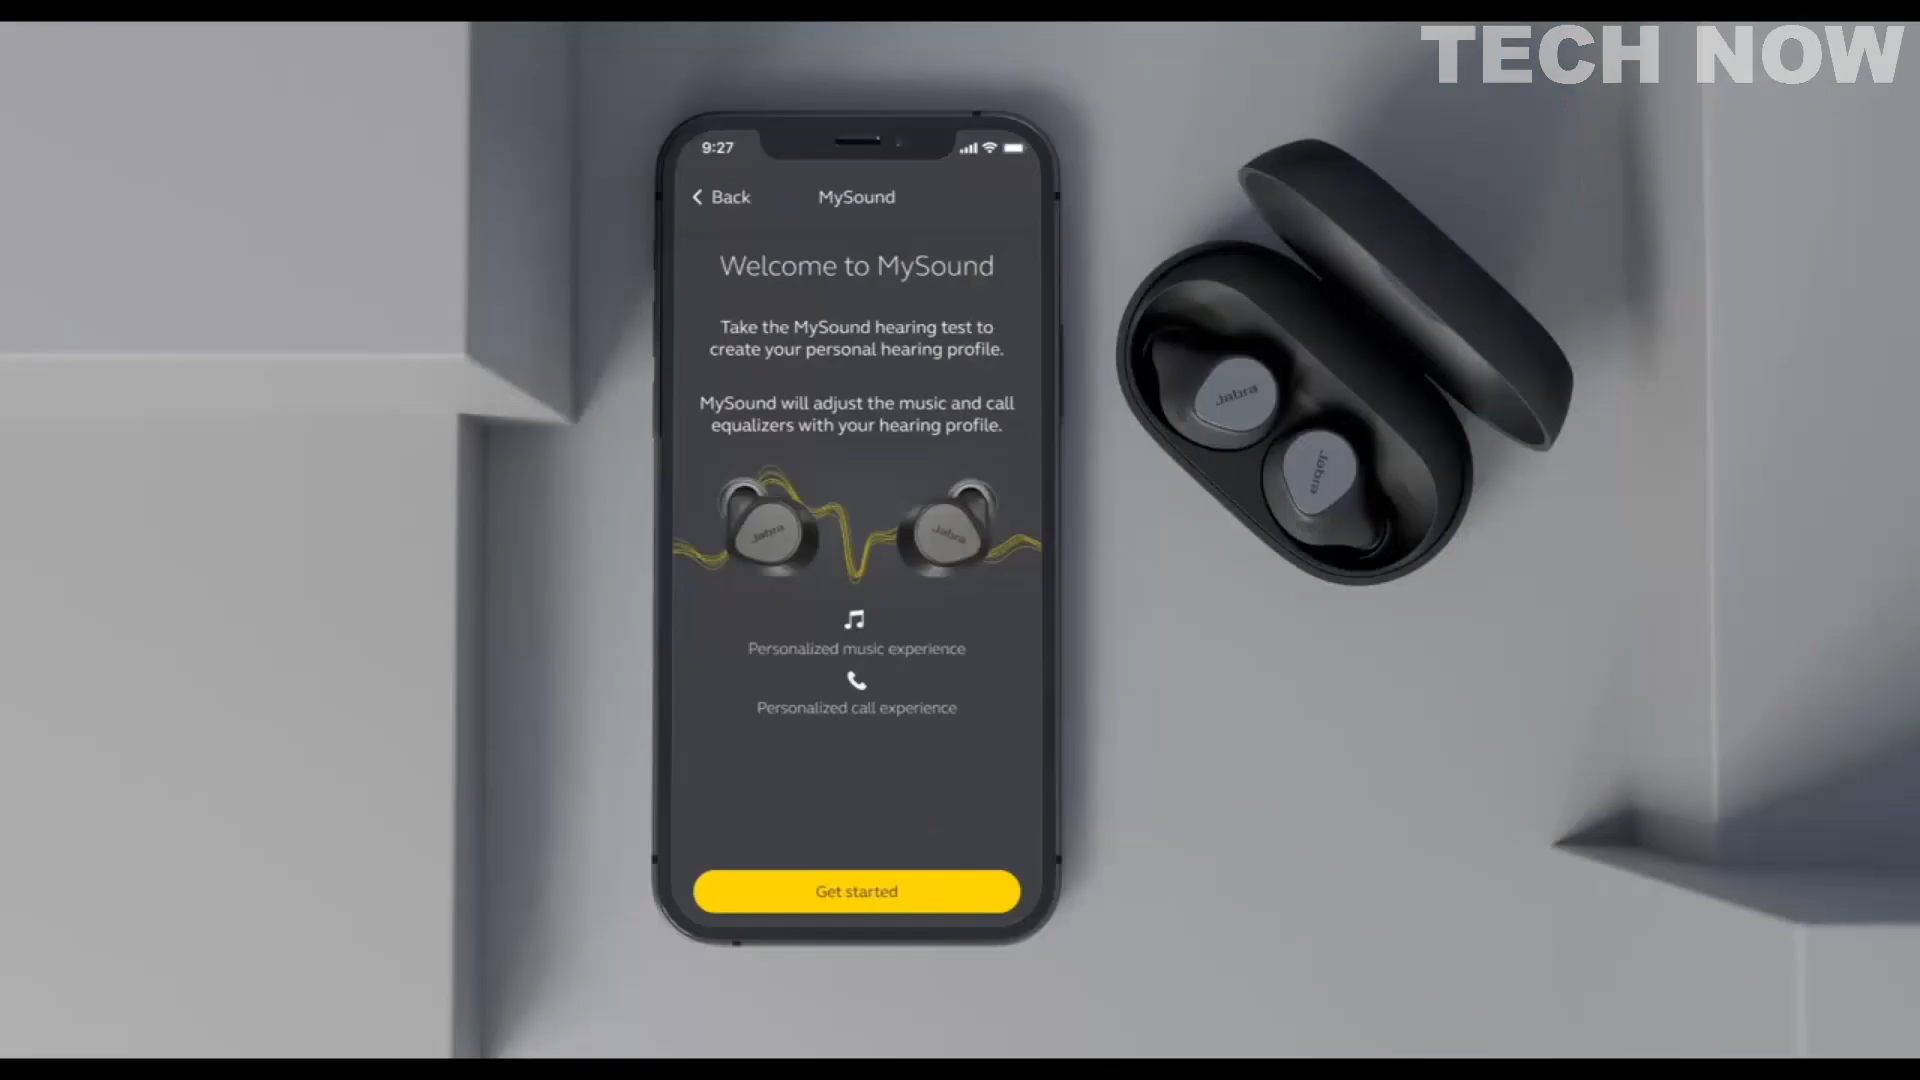 TECH NOW
9:27
Back
MySound
Welcome to MySound
Take the MySound hearing test to
create your personal hearing profile.
MySound will adjust the music and call
equalizers with your hearing profile.
Jabra
Jabra
Personalized music experience
Personalized call experience
Get started
Jabra
Jabra